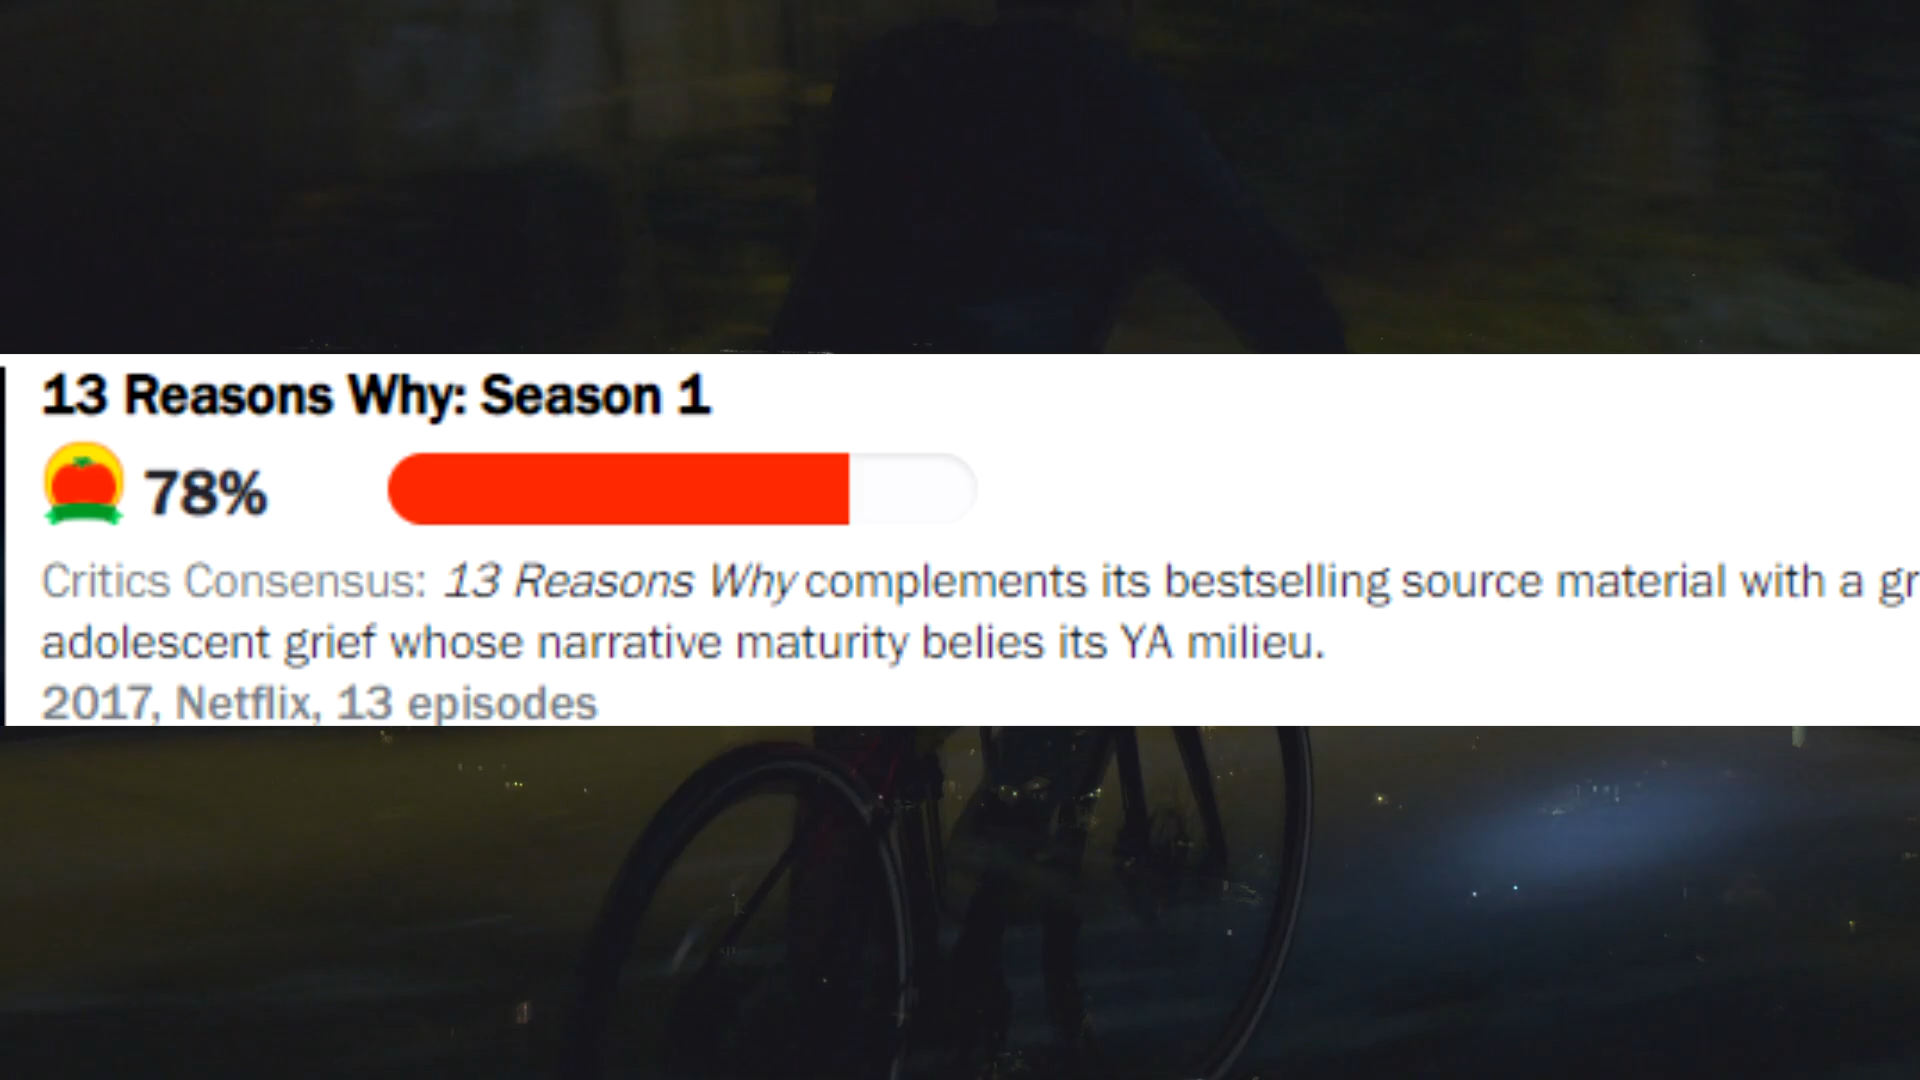 13 Reasons Why: Season 1
78%
Critics Consensus: 13 Reasons Why complements its bestselling source material with a gr
adolescent grief whose narrative maturity belies its YA milieu.
2017, Netflix, 13 episodes